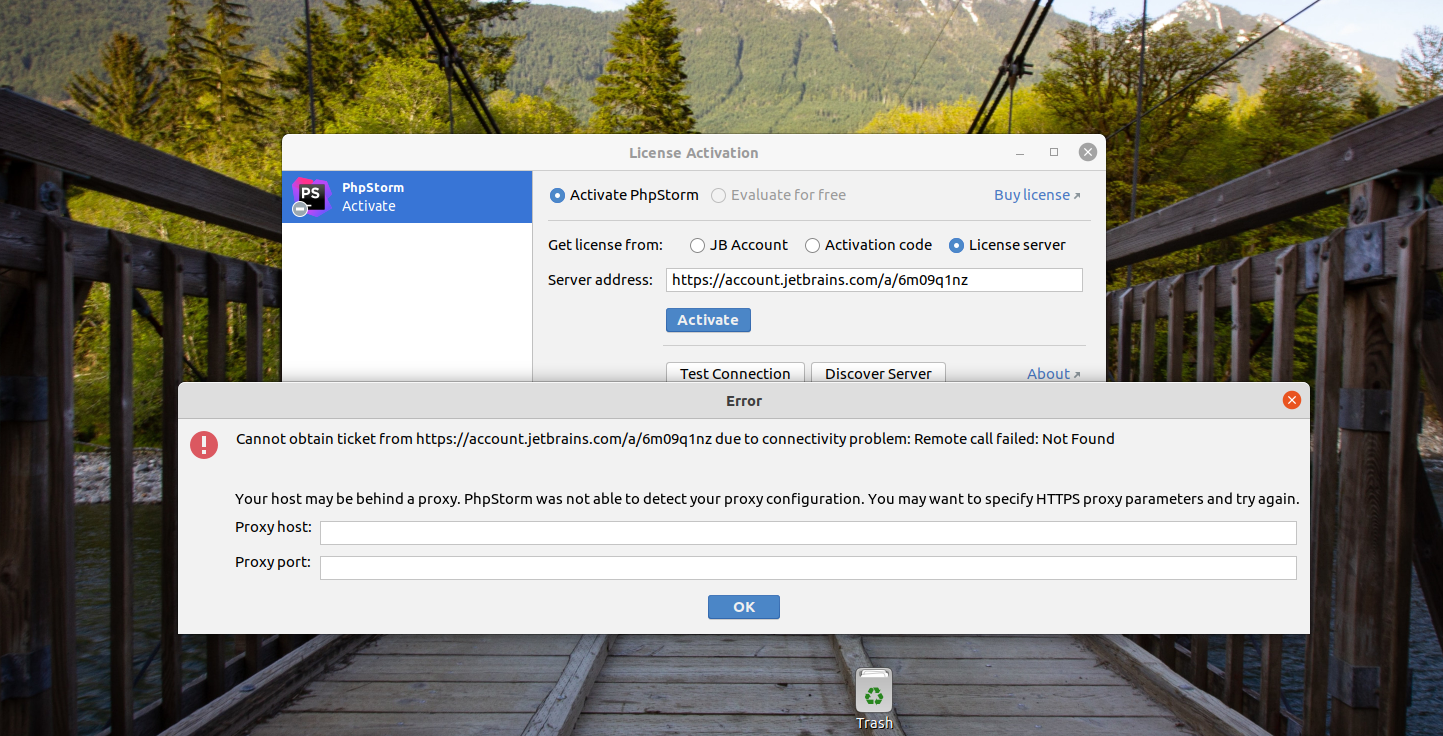 License Activation
PS
PhpStorm
Activate
Activate PhpStorm
Evaluate for free
Buy license
Get license from:
JB Account
Activation code
License server
Server address:
https://account.jetbrains.com/a/6m09q1nz
Activate
Test Connection
Discover Server
About
Error
Cannot obtain ticket from https://account.jetbrains.com/a/6m09q1nz due to connectivity problem: Remote call failed: Not Found
Your host may be behind a proxy. PhpStorm was not able to detect your proxy configuration. You may want to specify HTTPS proxy parameters and try again.
Proxy host:
Proxy port:
OK
Trash